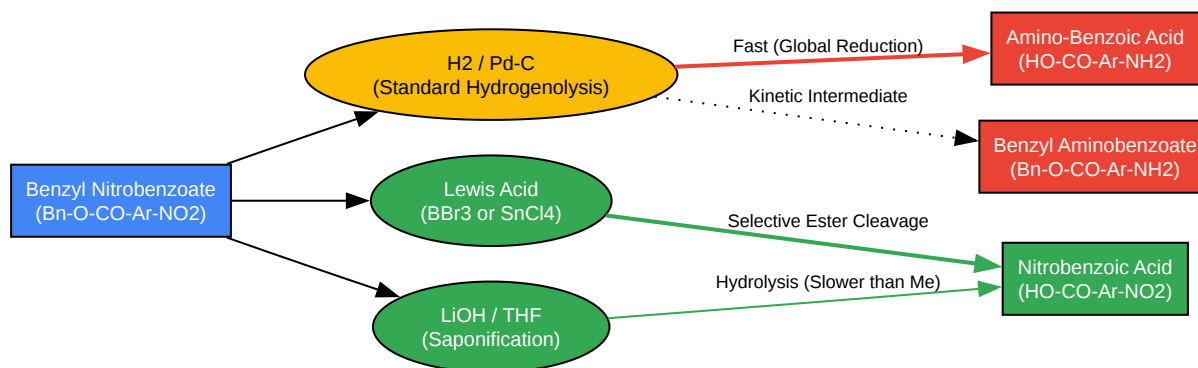 H2 / Pd-C
(Standard Hydrogenolysis)
Fast (Global Reduction)
Amino-Benzoic Acid
(HO-CO-Ar-NH2)
Kinetic Intermediate
Benzyl Aminobenzoate
(Bn-O-CO-Ar-NH2)
Benzyl Nitrobenzoate
(Bn-O-CO-Ar-NO2)
Lewis Acid
(BBr3 or SnCl4)
Selective Ester Cleavage
Nitrobenzoic Acid
(HO-CO-Ar-NO2)
Hydrolysis (Slower than Me)
LiOH / THF
(Saponification)